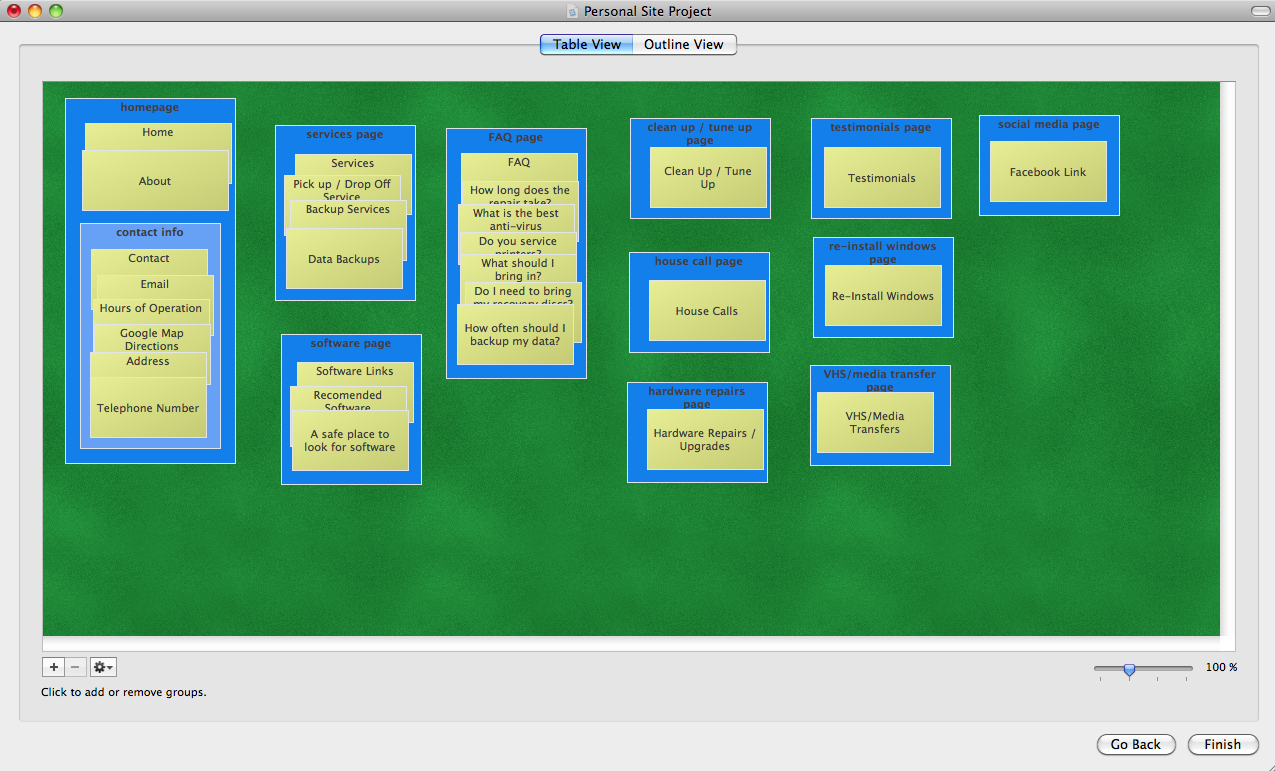 Personal Site Project
Table View
Outline View
homepage
Home
About
contact info
Contact
Email
Hours of Operation
Google Map
Directions
Address
Telephone Number
services page
Services
Pick up / Drop Off
Service
Backup Services
Data Backups
software page
Software Links
Recomended
Software
A safe place to
look for software
FAQ page
FAQ
How long does the
repair take?
What is the best
anti-virus
Do you service
printers?
What should I
bring in?
Do I need to bring
my recovery discs?
How often should I
backup my data?
clean up / tune up
page
Clean Up / Tune
Up
house call page
House Calls
hardware repairs
page
Hardware Repairs /
Upgrades
testimonials page
Testimonials
re-install windows
page
Re-Install Windows
VHS/media transfer
page
VHS/Media
Transfers
social media page
Facebook Link
100 %
Click to add or remove groups.
Go Back
Finish